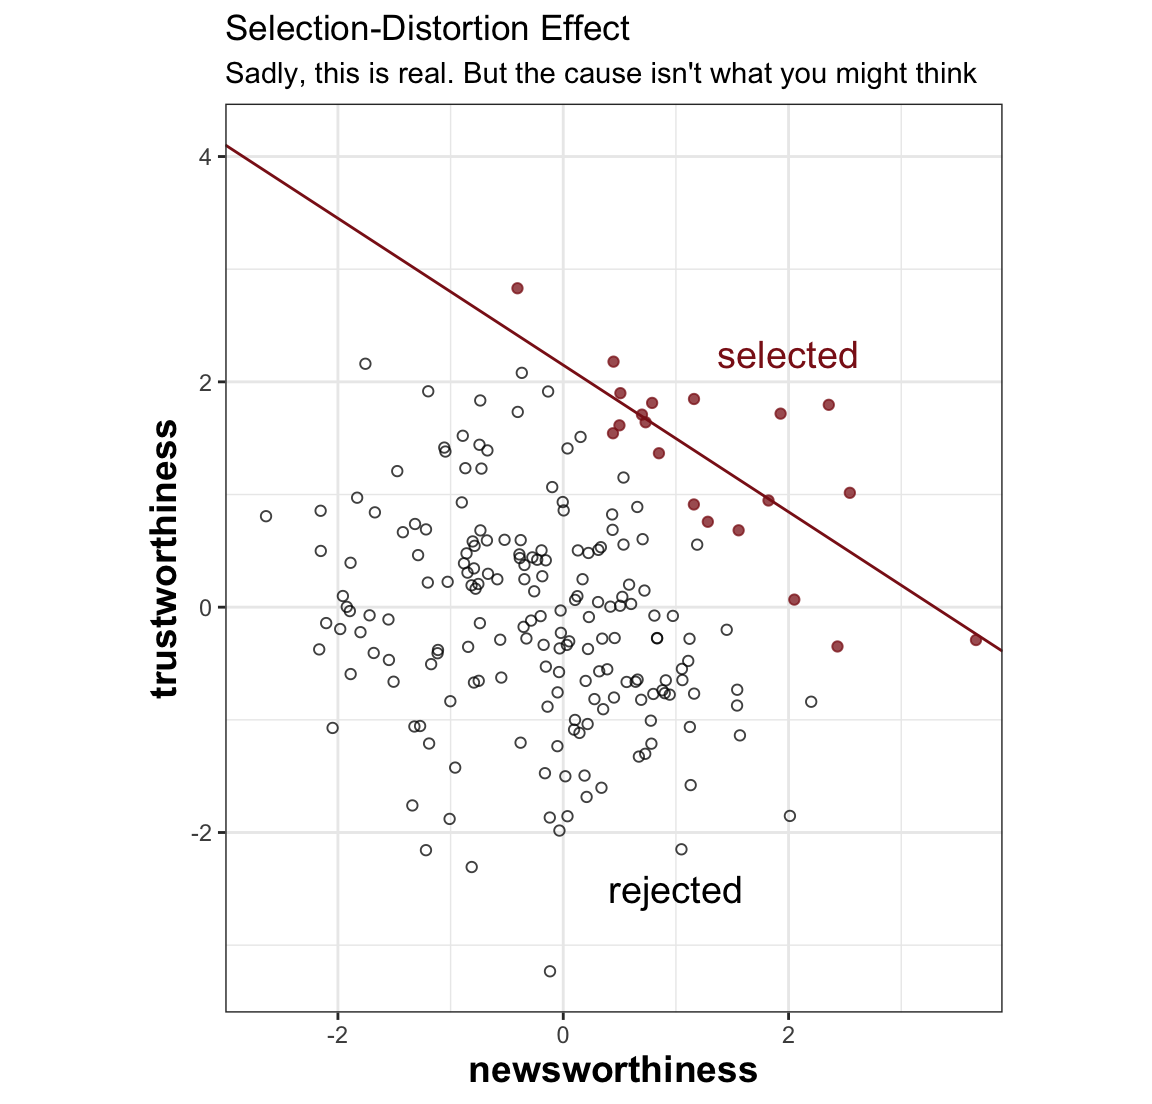 Selection-Distortion Effect
Sadly, this is real. But the cause isn't what you might think
4
2
0
-2
trustworthiness
selected
rejected
-2
0
2
newsworthiness